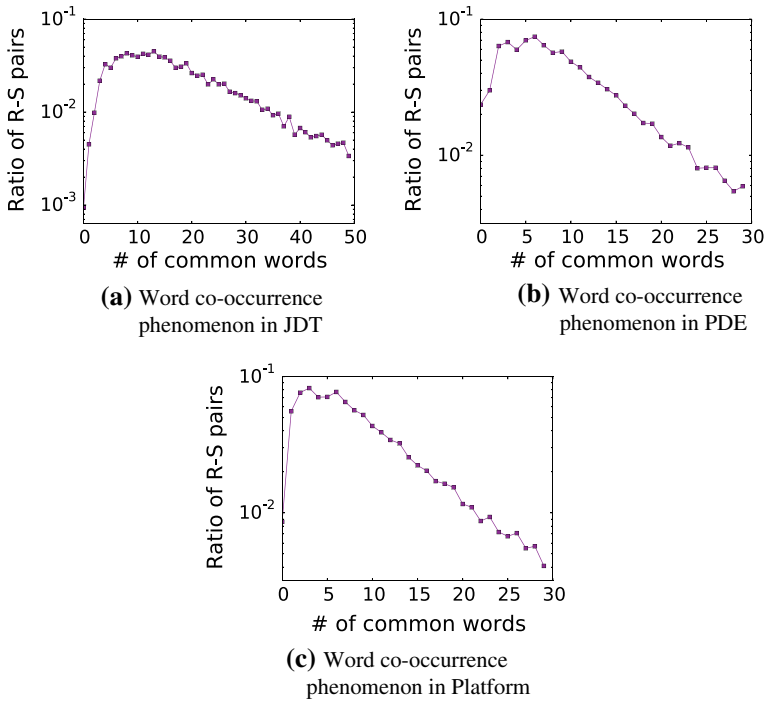 10⁻¹
10⁻²
10⁻³
Ratio of R-S pairs
0 10 20 30 40 50
# of common words
(a) Word co-occurrence
phenomenon in JDT
10⁻¹
10⁻²
Ratio of R-S pairs
0 5 10 15 20 25 30
# of common words
(b) Word co-occurrence
phenomenon in PDE
10⁻¹
10⁻²
Ratio of R-S pairs
0 5 10 15 20 25 30
# of common words
(c) Word co-occurrence
phenomenon in Platform